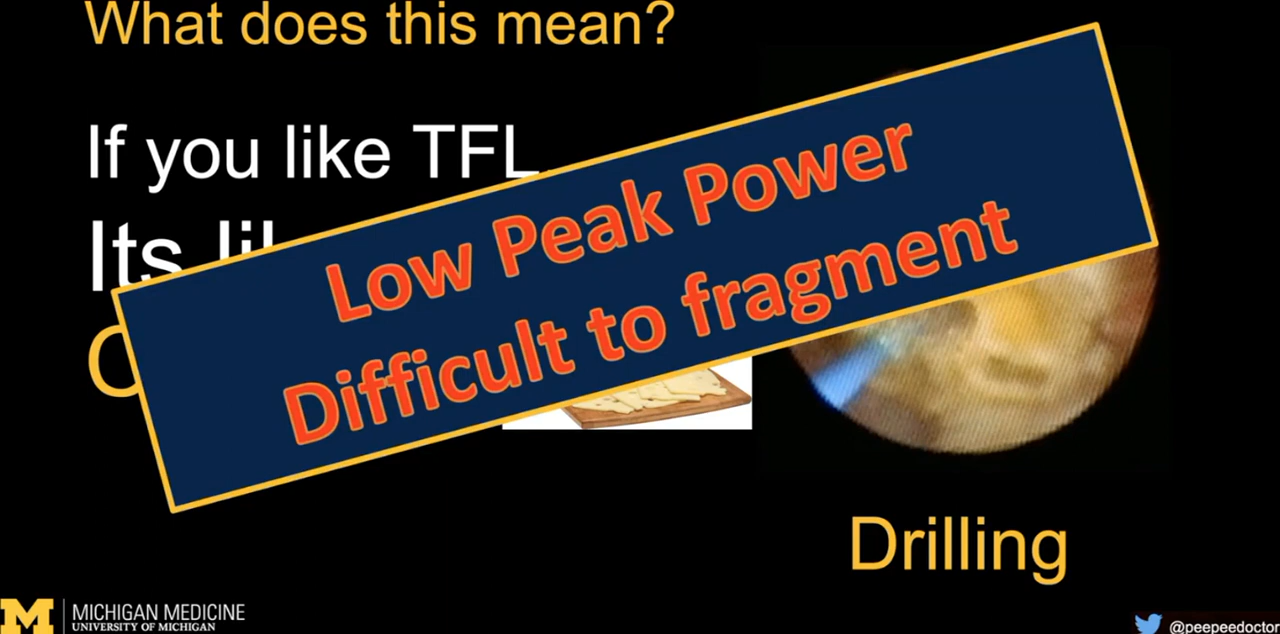 What does this mean?
If you like TFL
Its
Low Peak Power
Difficult to fragment
Drilling
M
MICHIGAN MEDICINE
UNIVERSITY OF MICHIGAN
@peepeedoctor